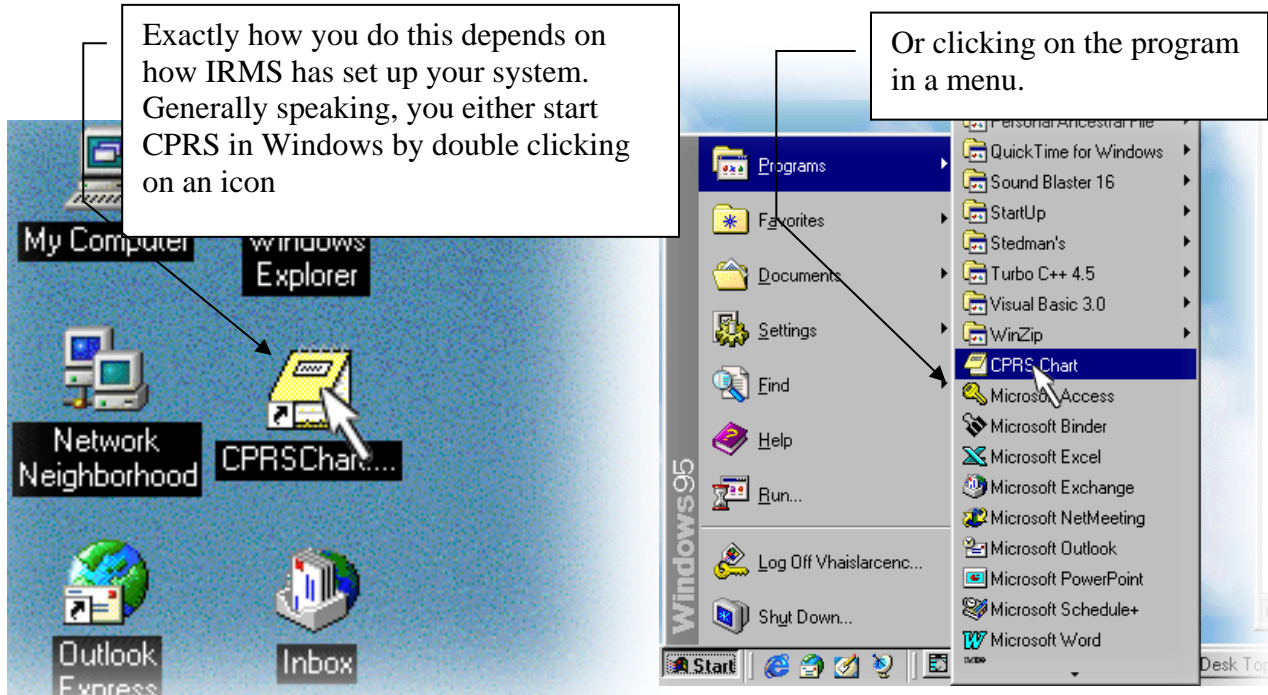 Exactly how you do this depends on
how IRMS has set up your system.
Generally speaking, you either start
CPRS in Windows by double clicking
on an icon
Or clicking on the program
in a menu.
My Computer
Windows
Explorer
Network
Neighborhood
CPRSChart....
Outlook
Express
Inbox
Programs
Favorites
Documents
Settings
Find
Help
Run...
Log Off Vhaislarcenc...
Shut Down...
Windows95
Start
Personal Ancestral File
QuickTime for Windows
Sound Blaster 16
StartUp
Stedman's
Turbo C++ 4.5
Visual Basic 3.0
WinZip
CPRS Chart
Microsoft Access
Microsoft Binder
Microsoft Excel
Microsoft Exchange
Microsoft NetMeeting
Microsoft Outlook
Microsoft PowerPoint
Microsoft Schedule+
Microsoft Word
Desk Top